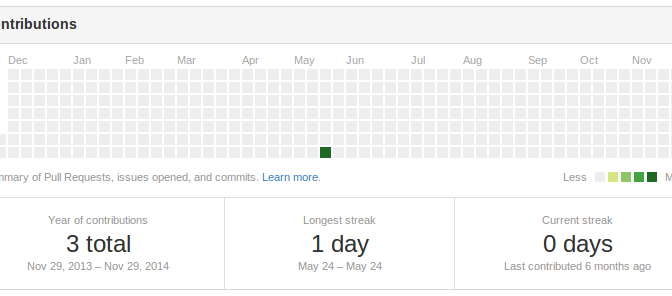 ntributions
Dec Jan Feb Mar Apr May Jun Jul Aug Sep Oct Nov
mmary of Pull Requests, issues opened, and commits. Learn more.
Less M
Year of contributions Longest streak Current streak
3 total 1 day 0 days
Nov 29, 2013 – Nov 29, 2014 May 24 – May 24 Last contributed 6 months ago